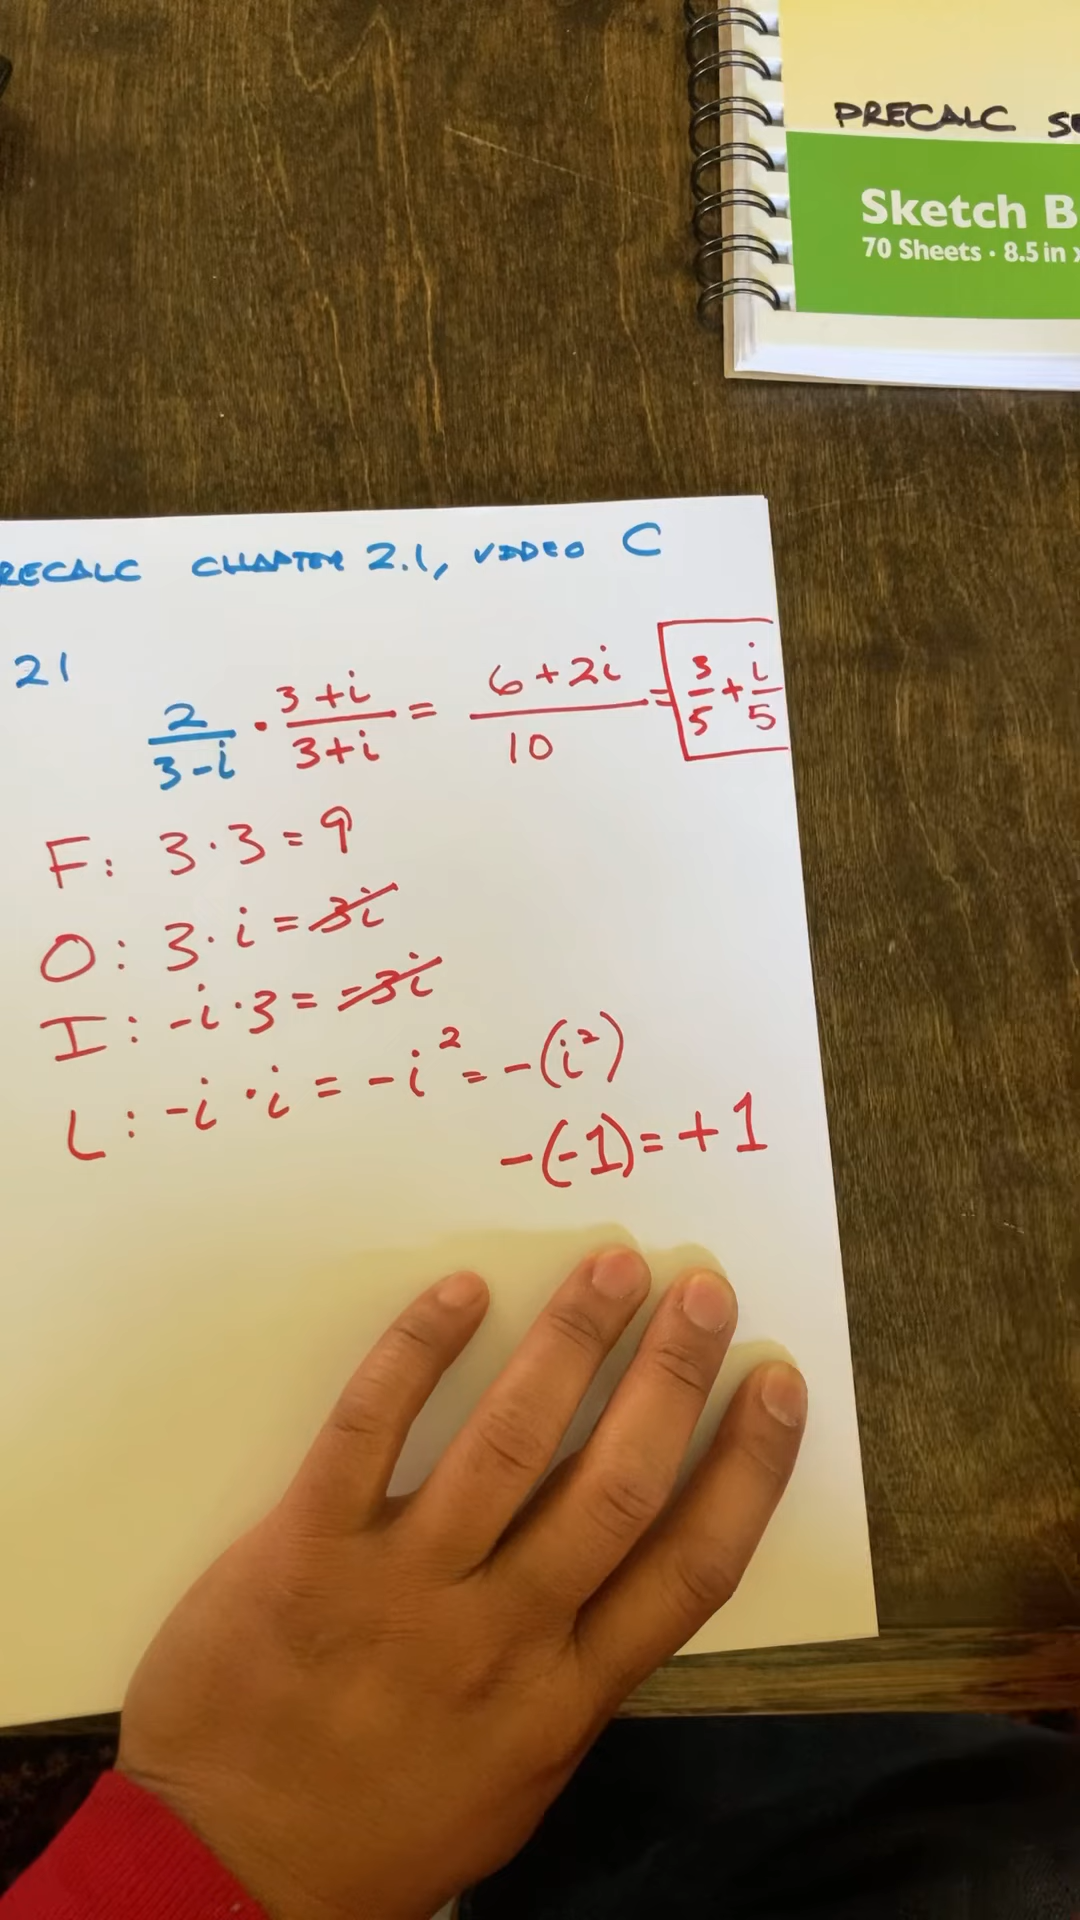 PRECALC
Sketch
70 Sheets • 8.5 in
RECALC CHAPTER 2.1, VIDEO C
21
2/3-i · 3+i/3+i = 6+2i/10 = 3/5 + i/5
F: 3·3=9
O: 3·i=3i
I: -i·3=-3i
L: -i·i=-i²=-(i²)
-(-1)=+1